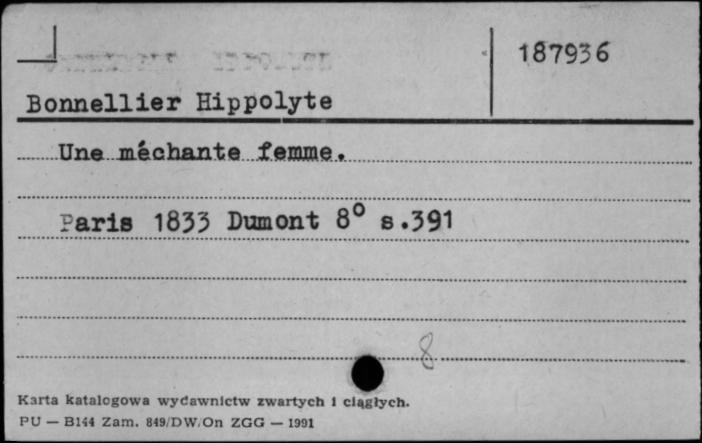 187936
Bonnellier Hippolyte
Une méchante femme.
Paris 1833 Dumont 8° s.391
8
Karta katalogowa wydawnictw zwartych i ciągłych.
PU — B144 Zam. 849/DW/On ZGG — 1991